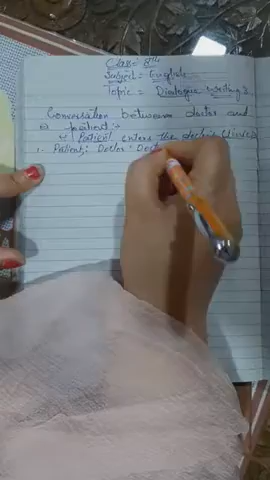 Class= 8th
Subject = English
Topic = Dialogue writing
Conversation between doctor and
a patient :-
Patient enters the doctor's clinic
1. Patient: Doctor :